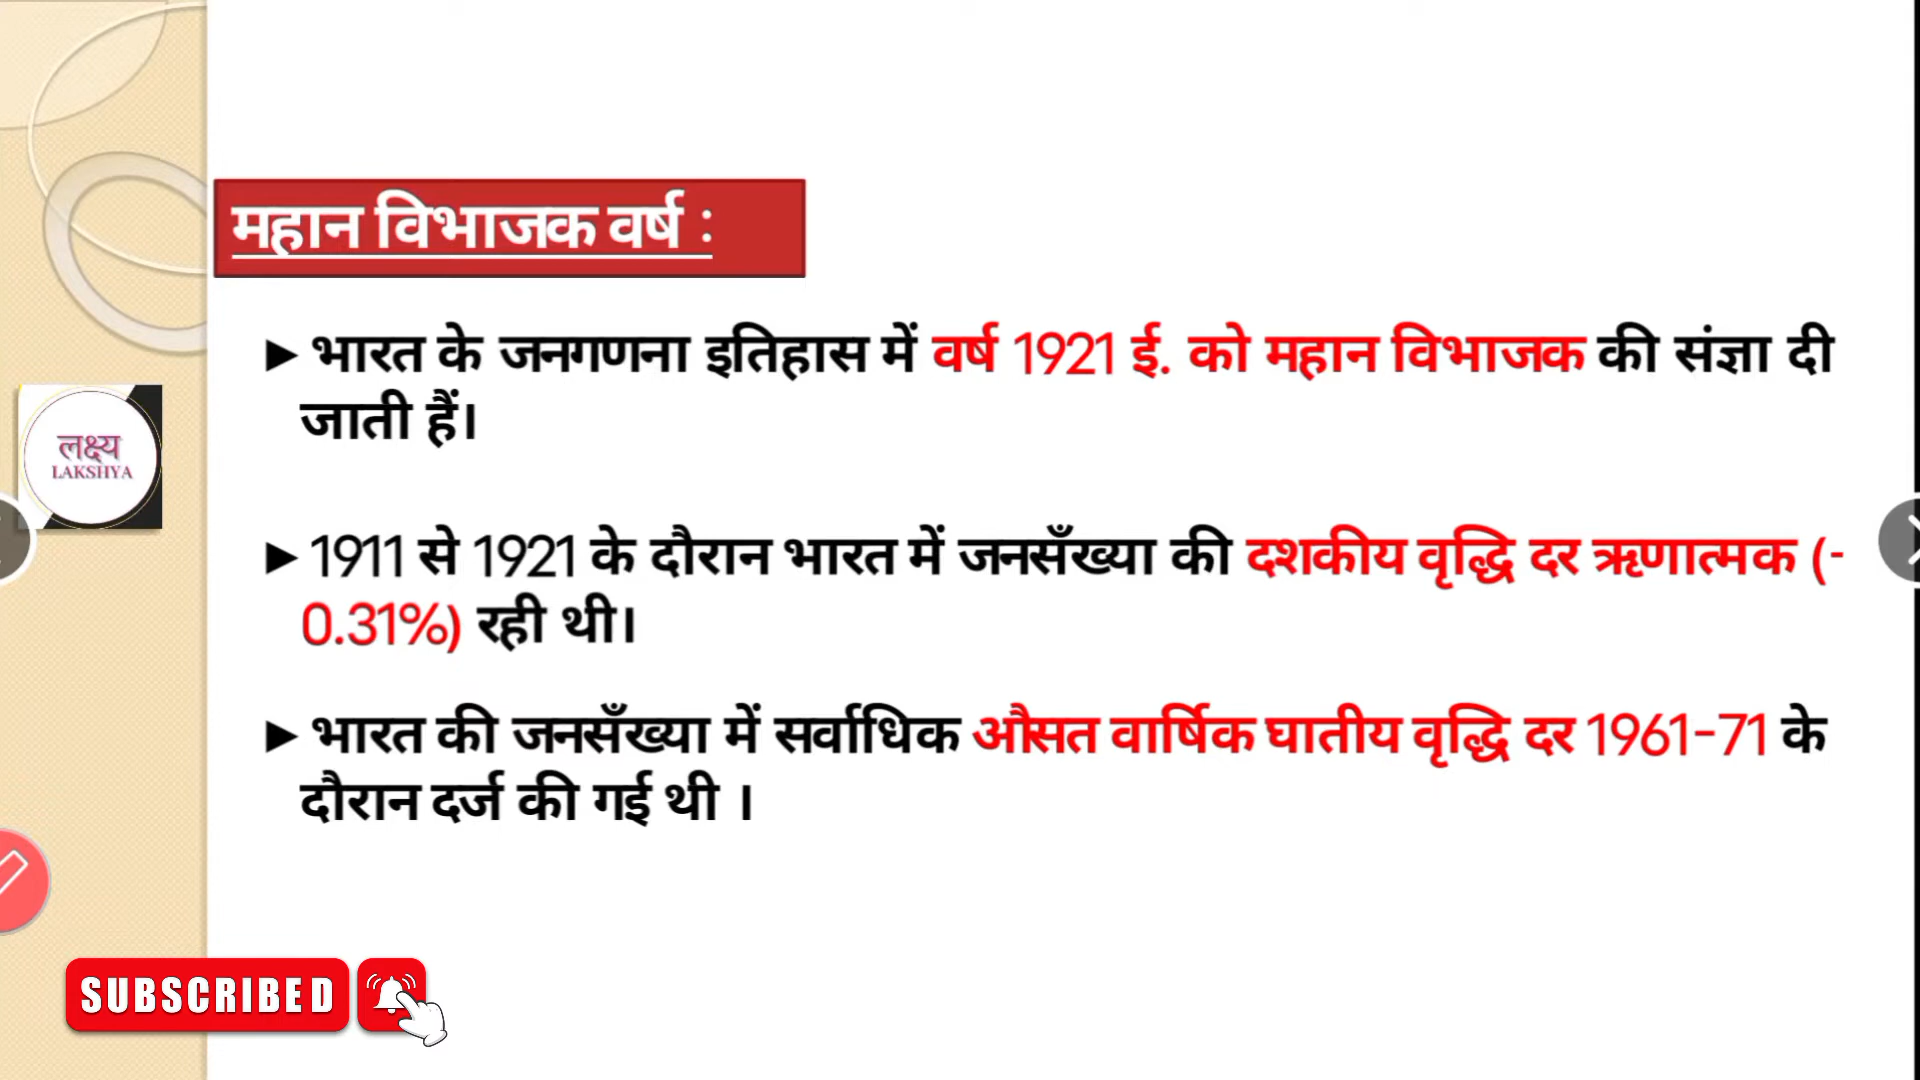 महान विभाजक वर्ष :
►भारत के जनगणना इतिहास में वर्ष 1921 ई. को महान विभाजक की संज्ञा दी
जाती हैं।
लक्ष्य
LAKSHYA
►1911 से 1921 के दौरान भारत में जनसँख्या की दशकीय वृद्धि दर ऋणात्मक (-
0.31%) रही थी।
►भारत की जनसँख्या में सर्वाधिक औसत वार्षिक घातीय वृद्धि दर 1961-71 के
दौरान दर्ज की गई थी ।
SUBSCRIBED